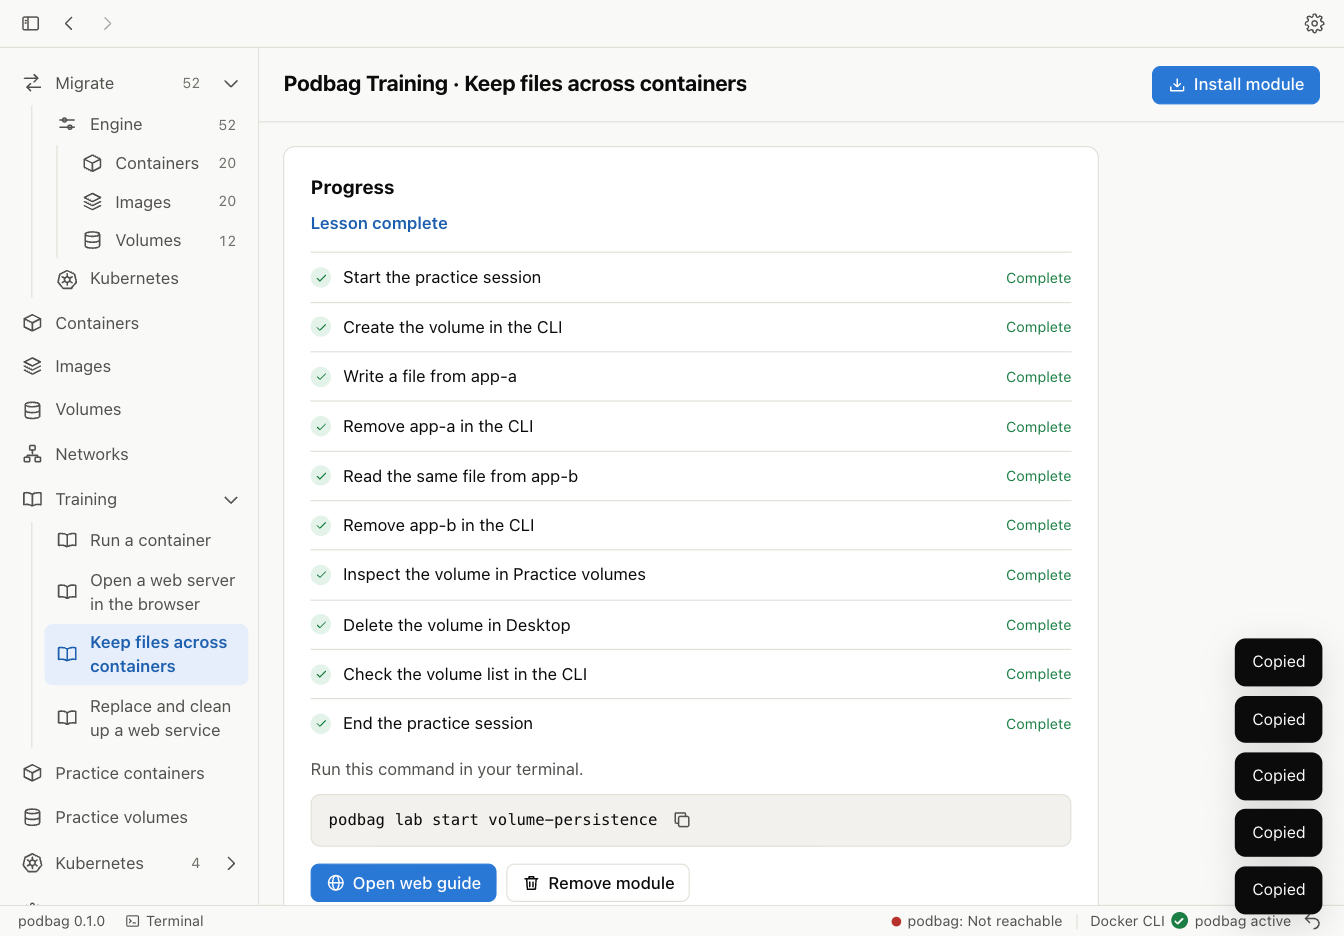 Podbag Training · Keep files across containers
Install module
Migrate 52
Engine 52
Containers 20
Images 20
Volumes 12
Kubernetes
Containers
Images
Volumes
Networks
Training
Run a container
Open a web server
in the browser
Keep files across
containers
Replace and clean
up a web service
Practice containers
Practice volumes
Kubernetes 4
Progress
Lesson complete
Start the practice session Complete
Create the volume in the CLI Complete
Write a file from app-a Complete
Remove app-a in the CLI Complete
Read the same file from app-b Complete
Remove app-b in the CLI Complete
Inspect the volume in Practice volumes Complete
Delete the volume in Desktop Complete
Check the volume list in the CLI Complete
End the practice session Complete
Run this command in your terminal.
podbag lab start volume-persistence
Open web guide
Remove module
Copied
Copied
Copied
Copied
Copied
podbag 0.1.0 Terminal podbag: Not reachable Docker CLI podbag active